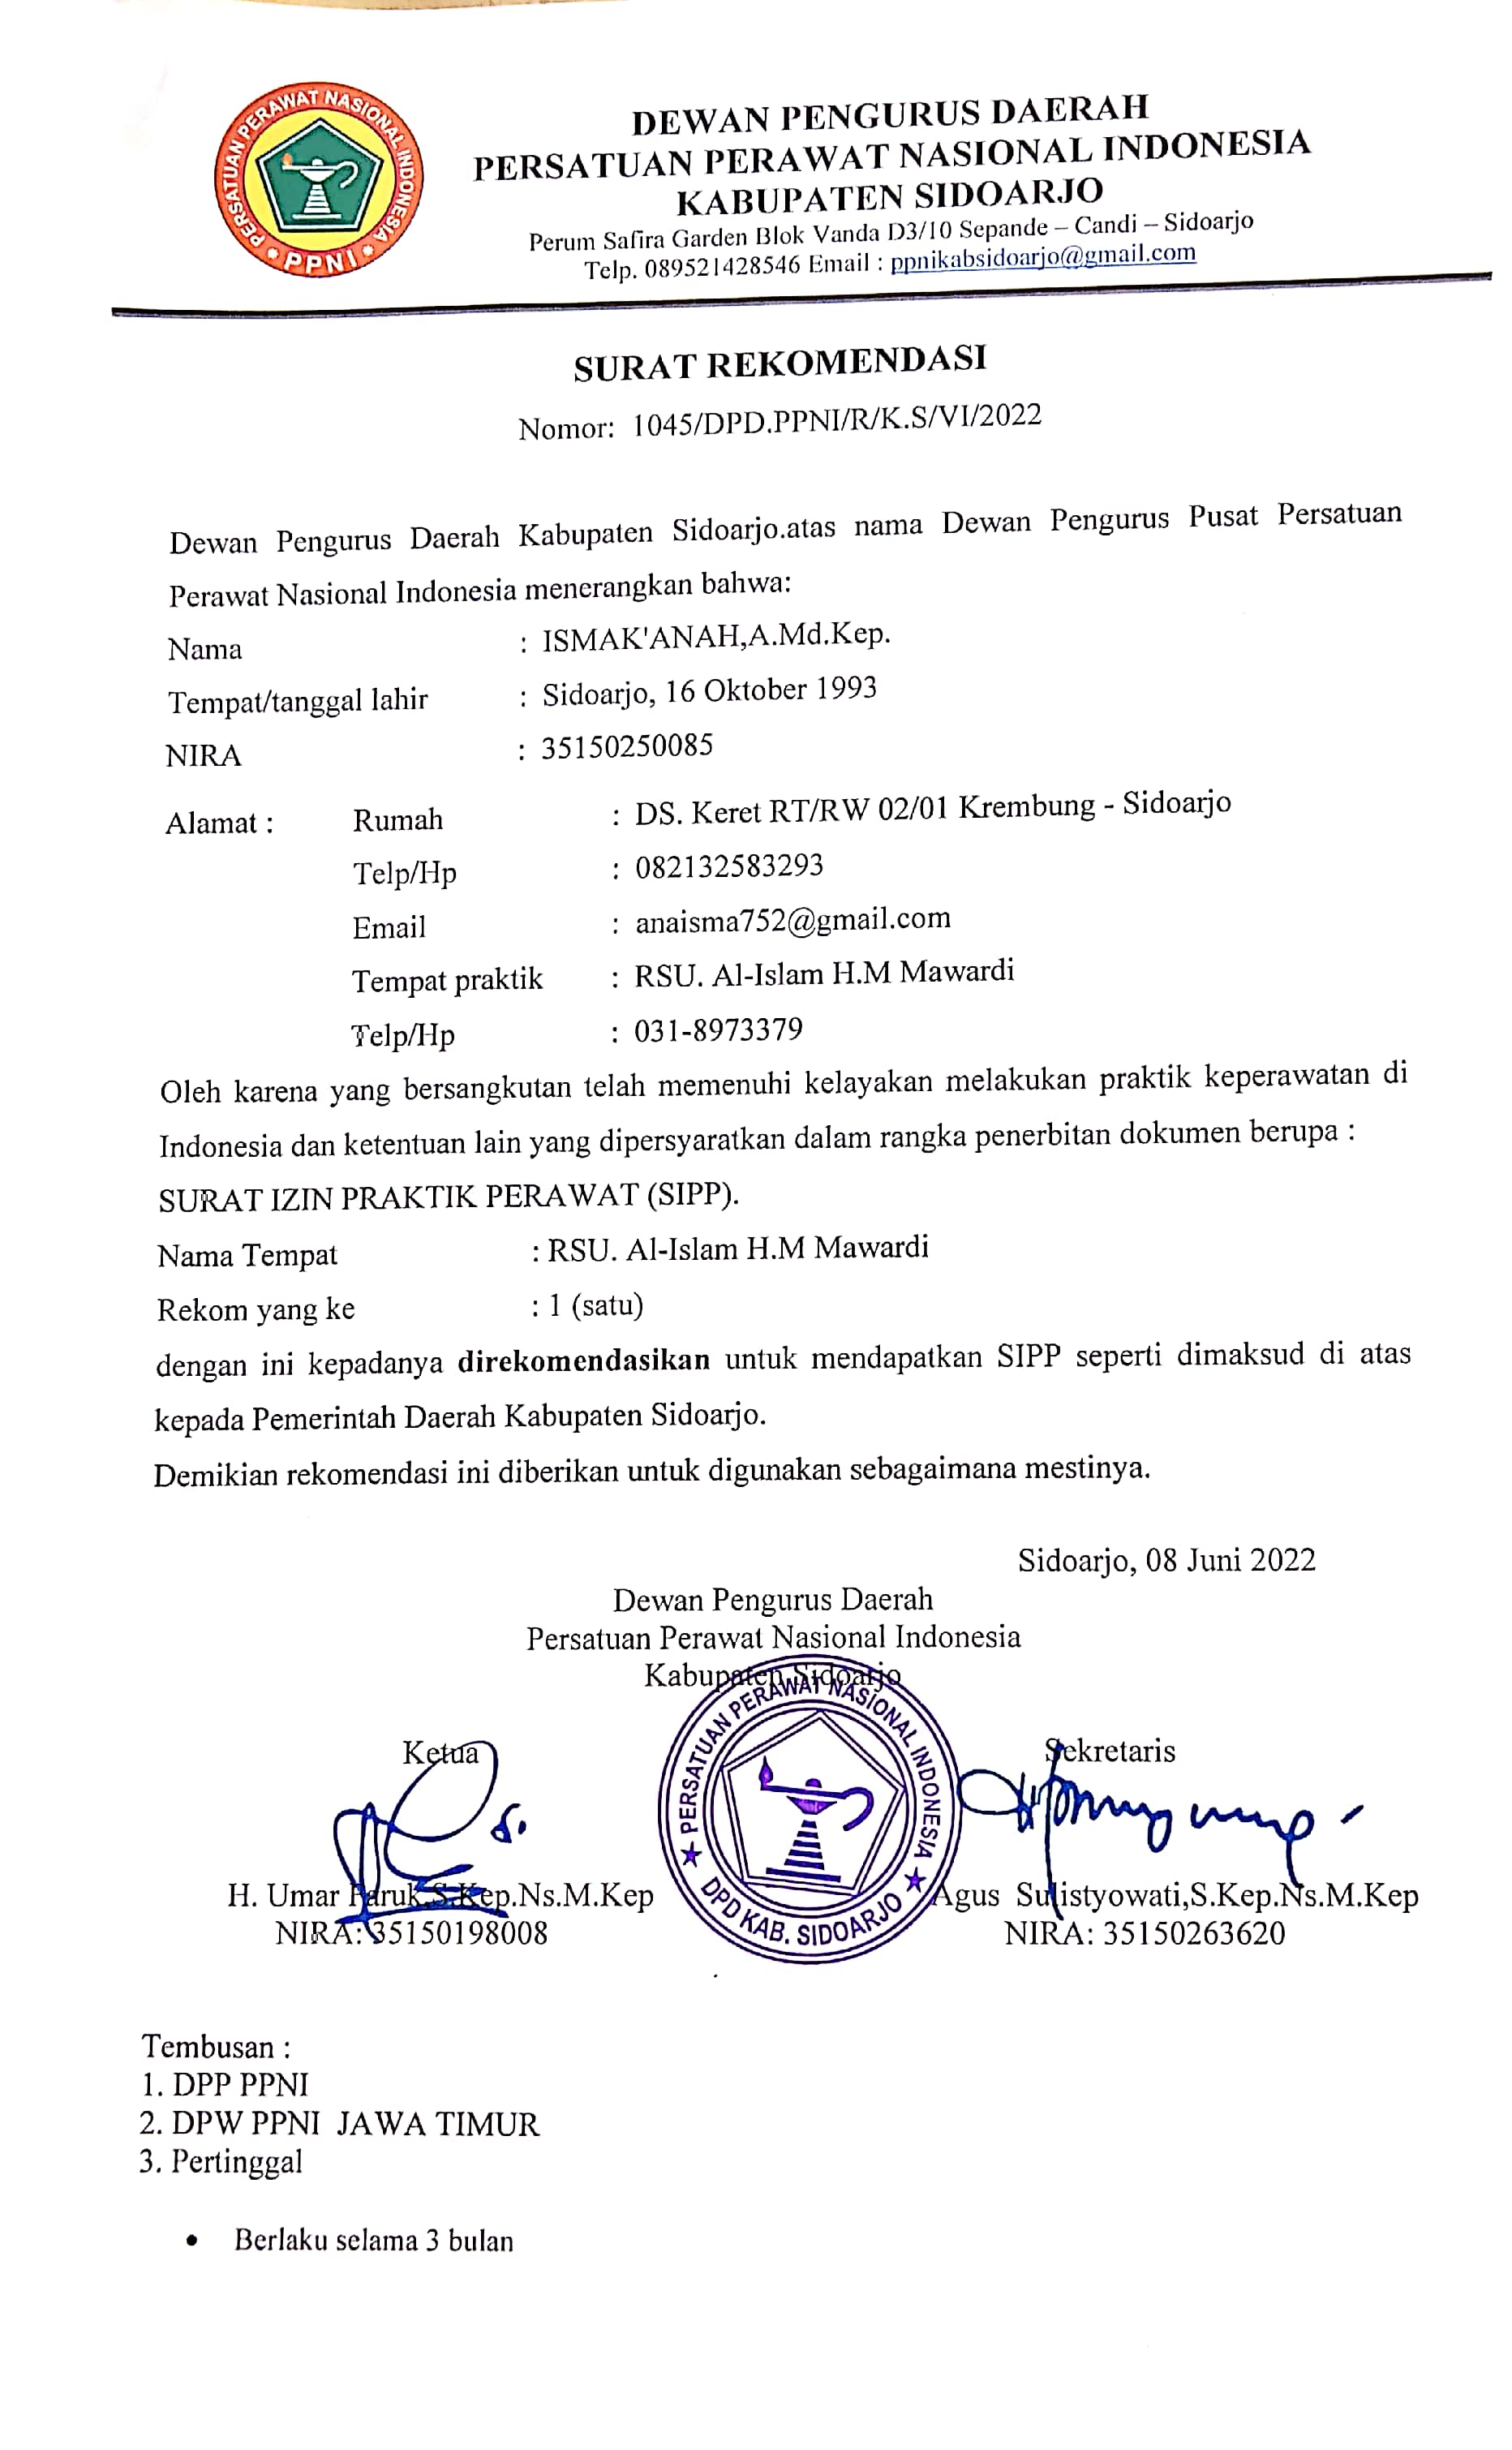 PERSATUAN PERAWAT NASIONAL INDONESIA
PPNI
DEWAN PENGURUS DAERAH
PERSATUAN PERAWAT NASIONAL INDONESIA
KABUPATEN SIDOARJO
Perum Safira Garden Blok Vanda D3/10 Sepande – Candi – Sidoarjo
Telp. 089521428546 Email : ppnikabsidoarjo@gmail.com
SURAT REKOMENDASI
Nomor: 1045/DPD.PPNI/R/K.S/VI/2022
Dewan Pengurus Daerah Kabupaten Sidoarjo.atas nama Dewan Pengurus Pusat Persatuan
Perawat Nasional Indonesia menerangkan bahwa:
Nama : ISMAK'ANAH,A.Md.Kep.
Tempat/tanggal lahir : Sidoarjo, 16 Oktober 1993
NIRA : 35150250085
Alamat : Rumah : DS. Keret RT/RW 02/01 Krembung - Sidoarjo
Telp/Hp : 082132583293
Email : anaisma752@gmail.com
Tempat praktik : RSU. Al-Islam H.M Mawardi
Telp/Hp : 031-8973379
Oleh karena yang bersangkutan telah memenuhi kelayakan melakukan praktik keperawatan di
Indonesia dan ketentuan lain yang dipersyaratkan dalam rangka penerbitan dokumen berupa :
SURAT IZIN PRAKTIK PERAWAT (SIPP).
Nama Tempat : RSU. Al-Islam H.M Mawardi
Rekom yang ke : 1 (satu)
dengan ini kepadanya direkomendasikan untuk mendapatkan SIPP seperti dimaksud di atas
kepada Pemerintah Daerah Kabupaten Sidoarjo.
Demikian rekomendasi ini diberikan untuk digunakan sebagaimana mestinya.
Sidoarjo, 08 Juni 2022
Dewan Pengurus Daerah
Persatuan Perawat Nasional Indonesia
Kabupaten Sidoarjo
Ketua Sekretaris
PERSATUAN PERAWAT NASIONAL INDONESIA
DPD KAB. SIDOARJO
H. Umar Faruk,S.Kep.Ns.M.Kep Agus Sulistyowati,S.Kep.Ns.M.Kep
NIRA: 35150198008 NIRA: 35150263620
Tembusan :
1. DPP PPNI
2. DPW PPNI JAWA TIMUR
3. Pertinggal
• Berlaku selama 3 bulan